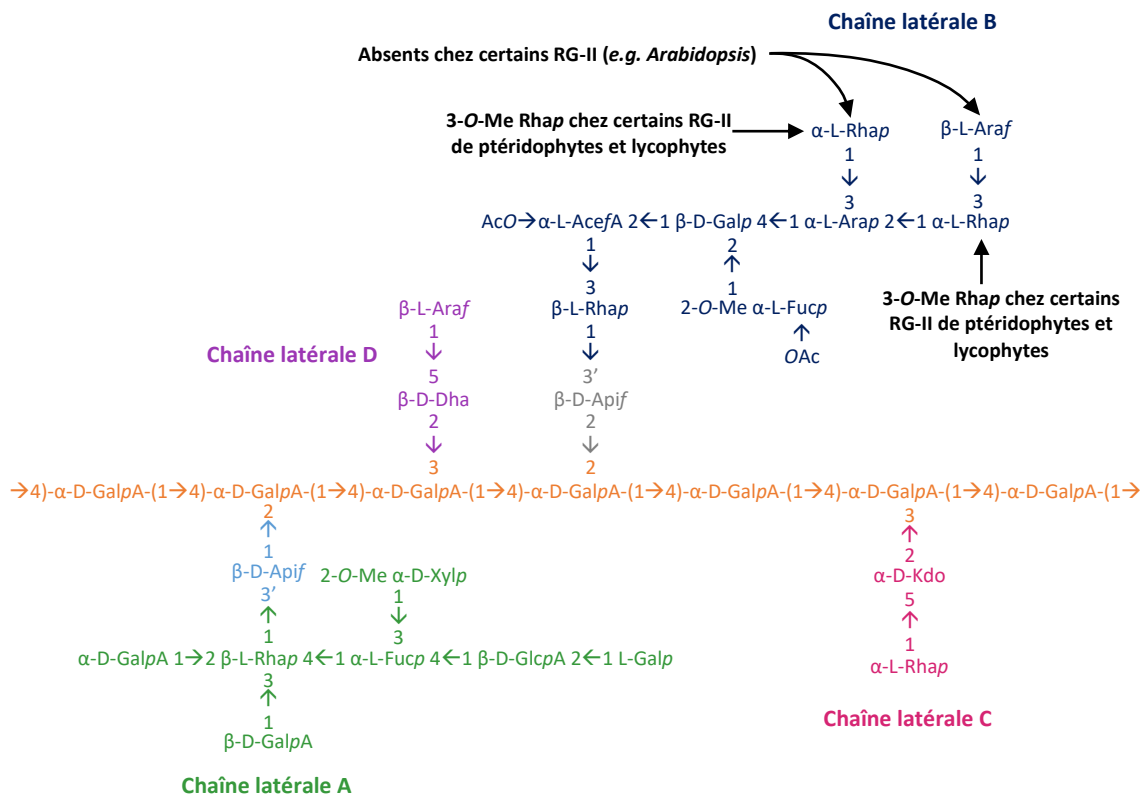 Chaîne latérale B
Absents chez certains RG-II (e.g. Arabidopsis)
3-O-Me Rhap chez certains RG-II
de ptéridophytes et lycophytes
α-L-Rhap β-L-Araf
1 1
↓ ↓
3 3
AcO→α-L-AcefA 2←1 β-D-Galp 4←1 α-L-Arap 2←1 α-L-Rhap
1 2
↓ ↑
3 1
β-L-Araf β-L-Rhap 2-O-Me α-L-Fucp
3-O-Me Rhap chez certains
RG-II de ptéridophytes et
lycophytes
1 1 ↑
↓ ↓ OAc
Chaîne latérale D
5 3’
β-D-Dha β-D-Apif
2 2
↓ ↓
3 2
→4)-α-D-GalpA-(1→4)-α-D-GalpA-(1→4)-α-D-GalpA-(1→4)-α-D-GalpA-(1→4)-α-D-GalpA-(1→4)-α-D-GalpA-(1→4)-α-D-GalpA-(1→
2 3
↑ ↑
1 2
β-D-Apif 2-O-Me α-D-Xylp α-D-Kdo
3’ 1 5
↑ ↓ ↑
1 3 1
α-D-GalpA 1→2 β-L-Rhap 4←1 α-L-Fucp 4←1 β-D-GlcpA 2←1 L-Galp α-L-Rhap
3
↑
1
β-D-GalpA
Chaîne latérale C
Chaîne latérale A